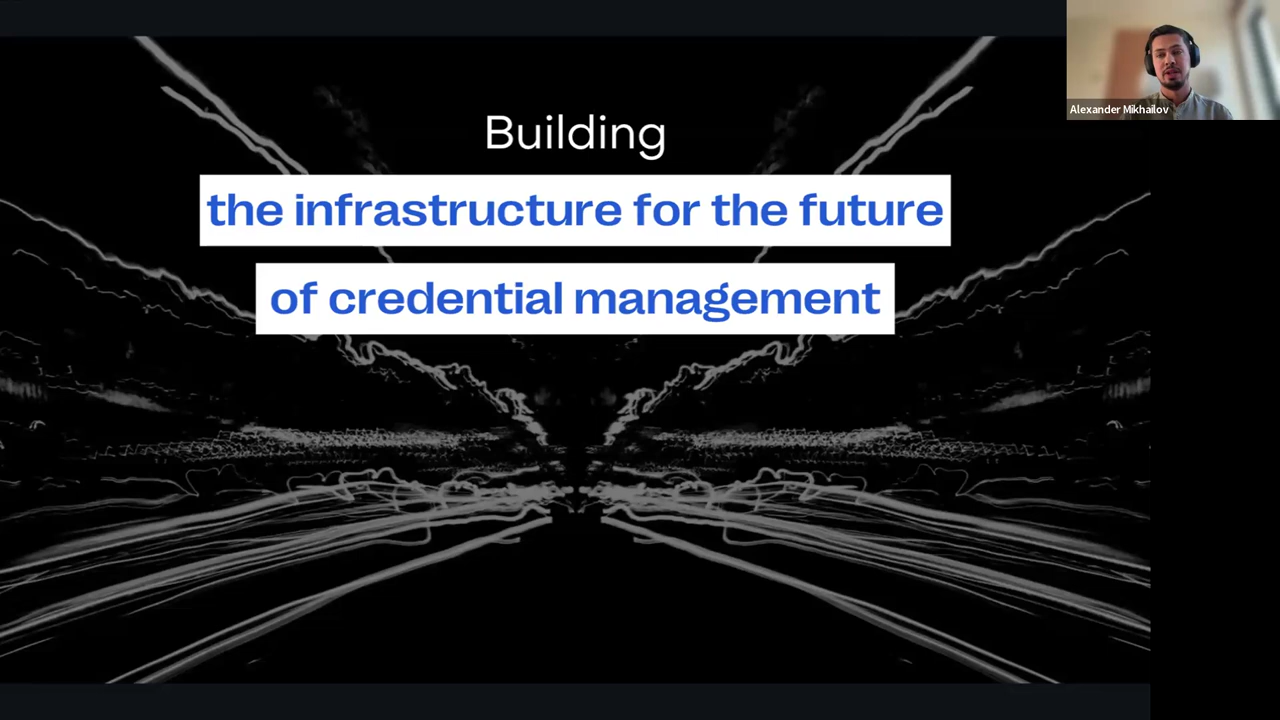 Building
the infrastructure for the future
of credential management
Alexander Mikhailov